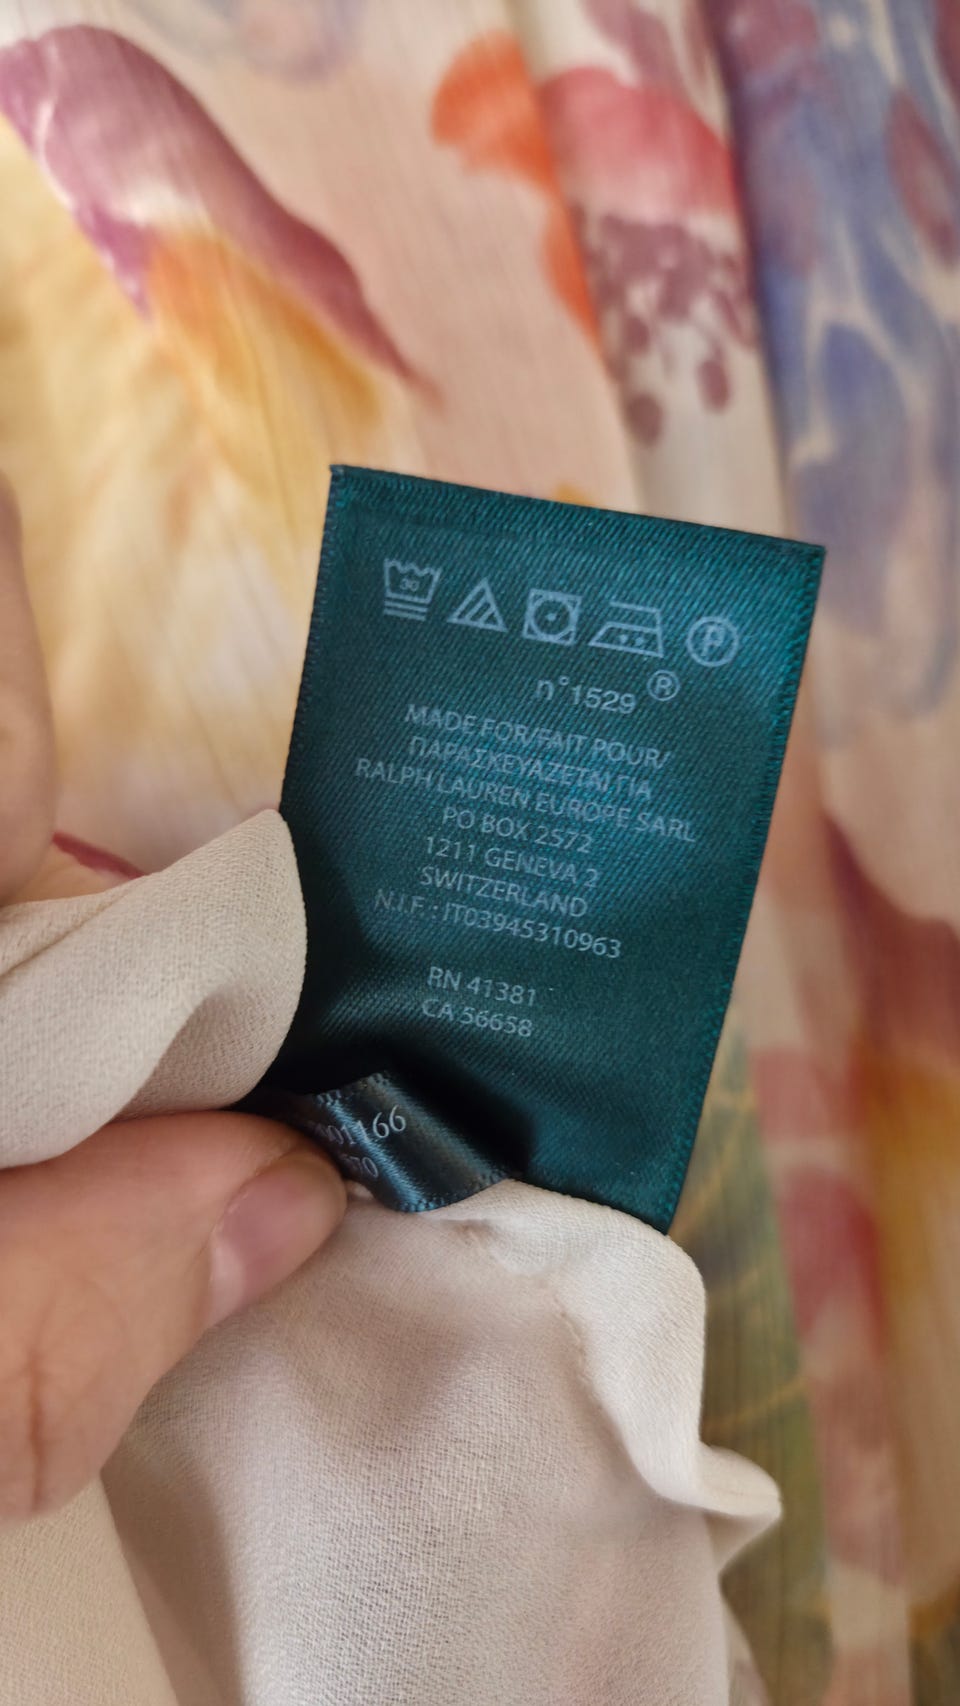 30
P
n°1529 ®
MADE FOR/FAIT POUR/
ΠΑΡΑΣΚΕΥΑΖΕΤΑΙ ΓΙΑ
RALPH LAUREN EUROPE SARL
PO BOX 2572
1211 GENEVA 2
SWITZERLAND
N.I.F.: IT03945310963
RN 41381
CA 56658